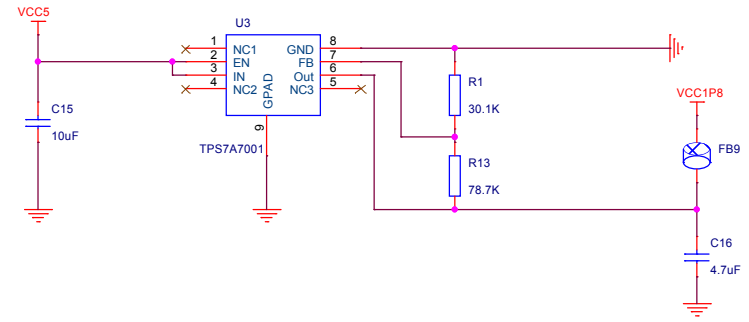 VCC5
U3
1 NC1 GND 8
2 EN FB 7
3 IN Out 6
4 NC2 NC3 5
GPAD
9
TPS7A7001
C15
10uF
R1
30.1K
R13
78.7K
VCC1P8
FB9
C16
4.7uF